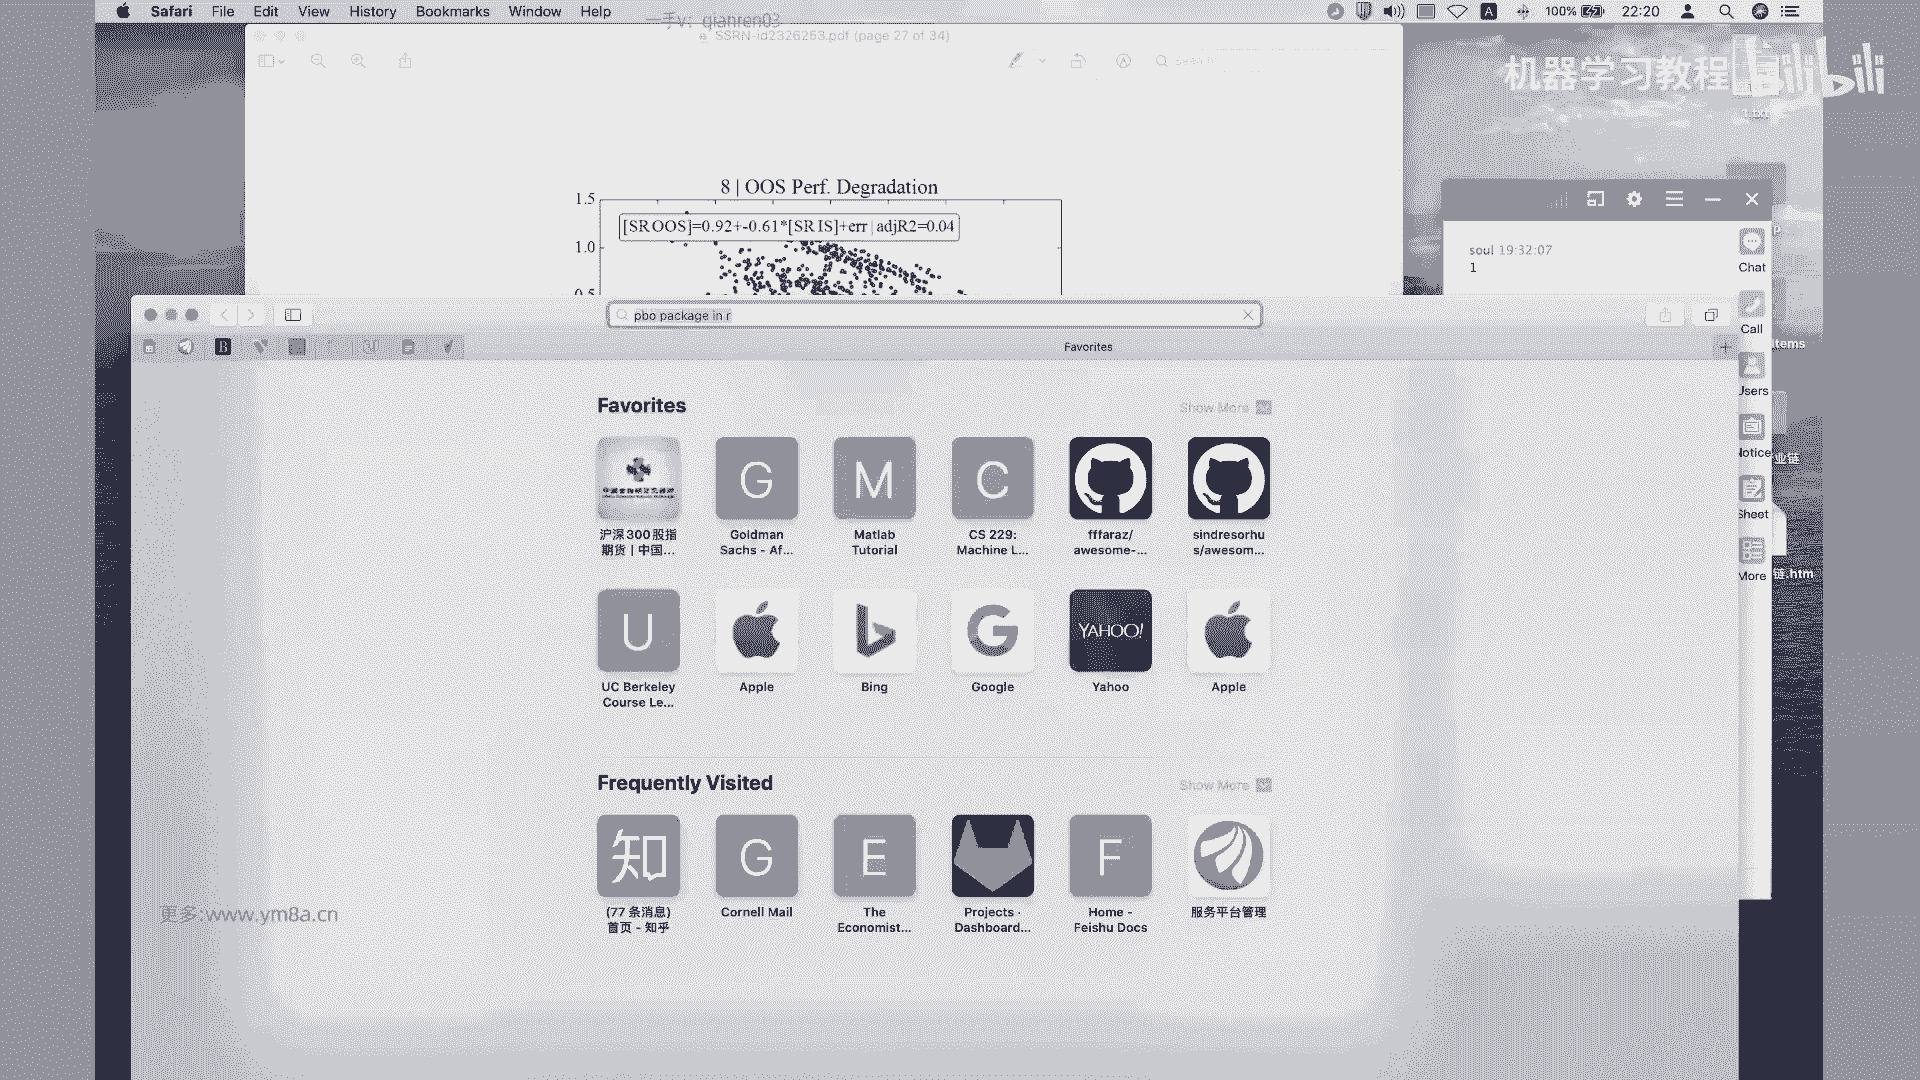 Safari File Edit View History Bookmarks Window Help
100% 22:20
一手v: qianren03
SSRN-id2326253.pdf (page 27 of 34)
Search
机器学习教程 bilibili
1.txt
8 | OOS Perf. Degradation
1.5
[SR OOS]=0.92+-0.61*[SR IS]+err | adjR2=0.04
1.0
0.5
soul 19:32:07
1
Chat
Call
Users
Notice
Sheet
More
Items
业链
链.htm
pbo package in r
Favorites
Favorites
Show More
沪深300股指
期货 | 中国...
Goldman
Sachs - Af...
Matlab
Tutorial
CS 229:
Machine L...
fffaraz/
awesome-...
sindresorhu
s/awesom...
UC Berkeley
Course Le...
Apple
Bing
Google
YAHOO!
Yahoo
Apple
Frequently Visited
Show More
知
(77 条消息)
首页 - 知乎
Cornell Mail
The
Economist...
Projects ·
Dashboard...
Home -
Feishu Docs
服务平台管理
更多:www.ym8a.cn